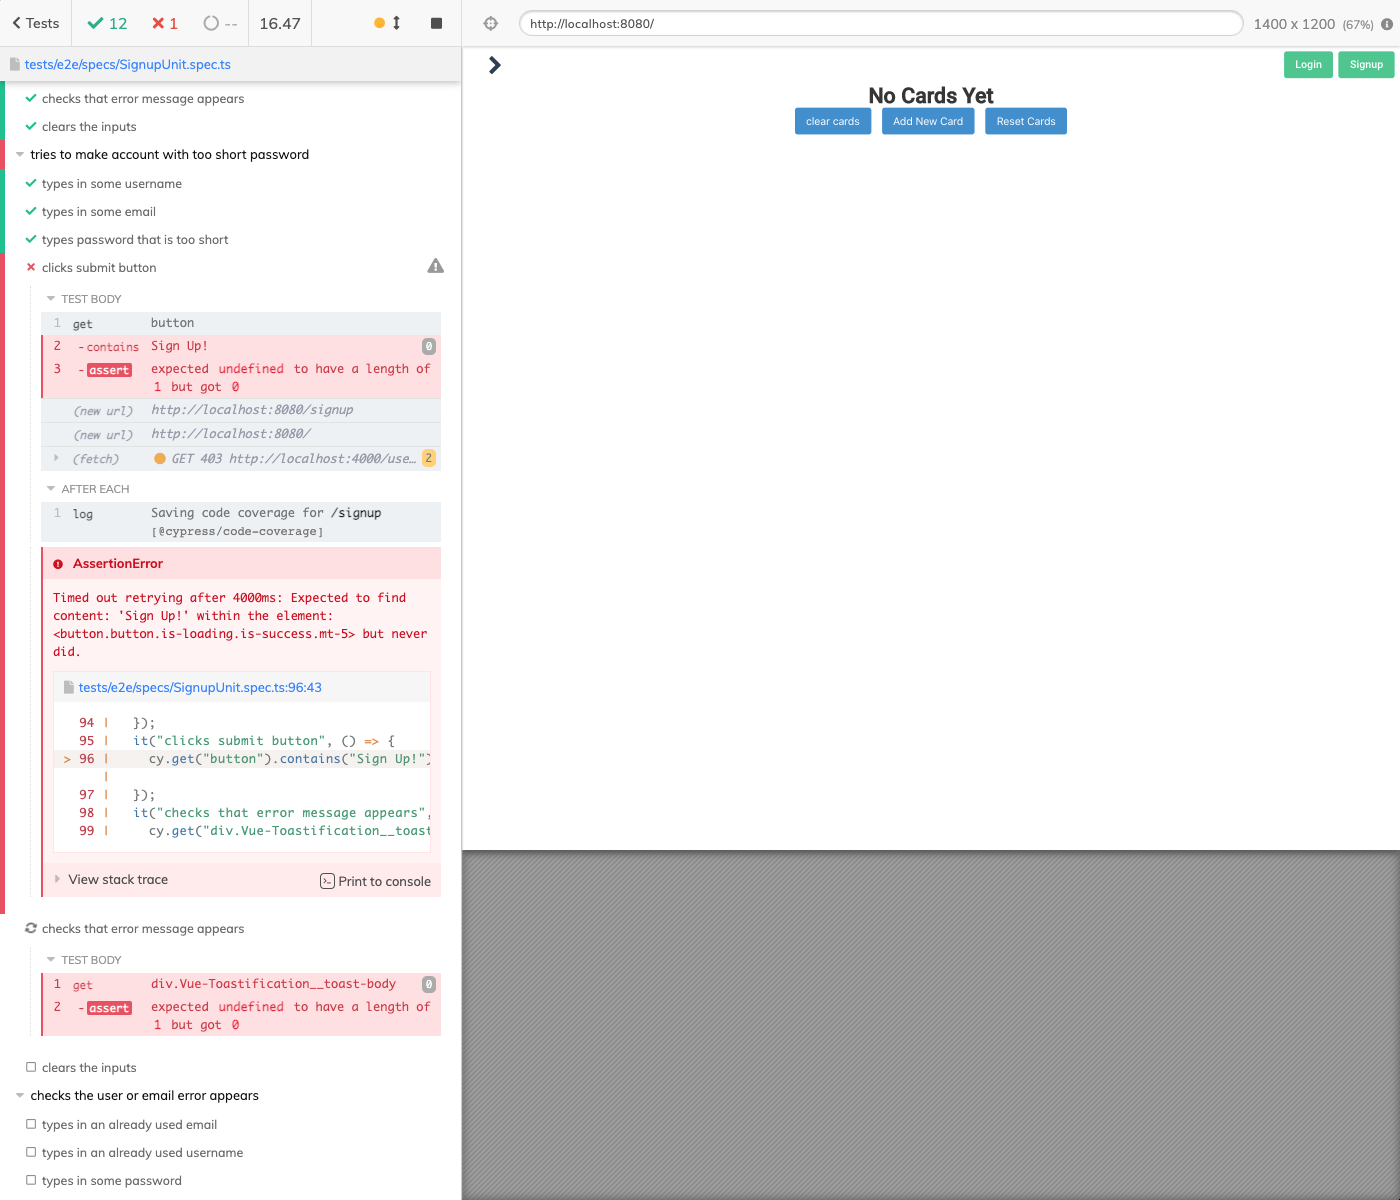 Tests
12
1
--
16.47
http://localhost:8080/
1400 x 1200 (67%)
tests/e2e/specs/SignupUnit.spec.ts
checks that error message appears
clears the inputs
tries to make account with too short password
types in some username
types in some email
types password that is too short
clicks submit button
TEST BODY
1 get button
2 -contains Sign Up! 0
3 -assert expected undefined to have a length of
1 but got 0
(new url) http://localhost:8080/signup
(new url) http://localhost:8080/
(fetch) GET 403 http://localhost:4000/use… 2
AFTER EACH
1 log Saving code coverage for /signup
[@cypress/code-coverage]
AssertionError
Timed out retrying after 4000ms: Expected to find
content: 'Sign Up!' within the element:
<button.button.is-loading.is-success.mt-5> but never
did.
tests/e2e/specs/SignupUnit.spec.ts:96:43
94 | });
95 | it("clicks submit button", () => {
> 96 | cy.get("button").contains("Sign Up!")
|
97 | });
98 | it("checks that error message appears",
99 | cy.get("div.Vue-Toastification__toast
View stack trace
Print to console
checks that error message appears
TEST BODY
1 get div.Vue-Toastification__toast-body 0
2 -assert expected undefined to have a length of
1 but got 0
clears the inputs
checks the user or email error appears
types in an already used email
types in an already used username
types in some password
Login
Signup
No Cards Yet
clear cards
Add New Card
Reset Cards